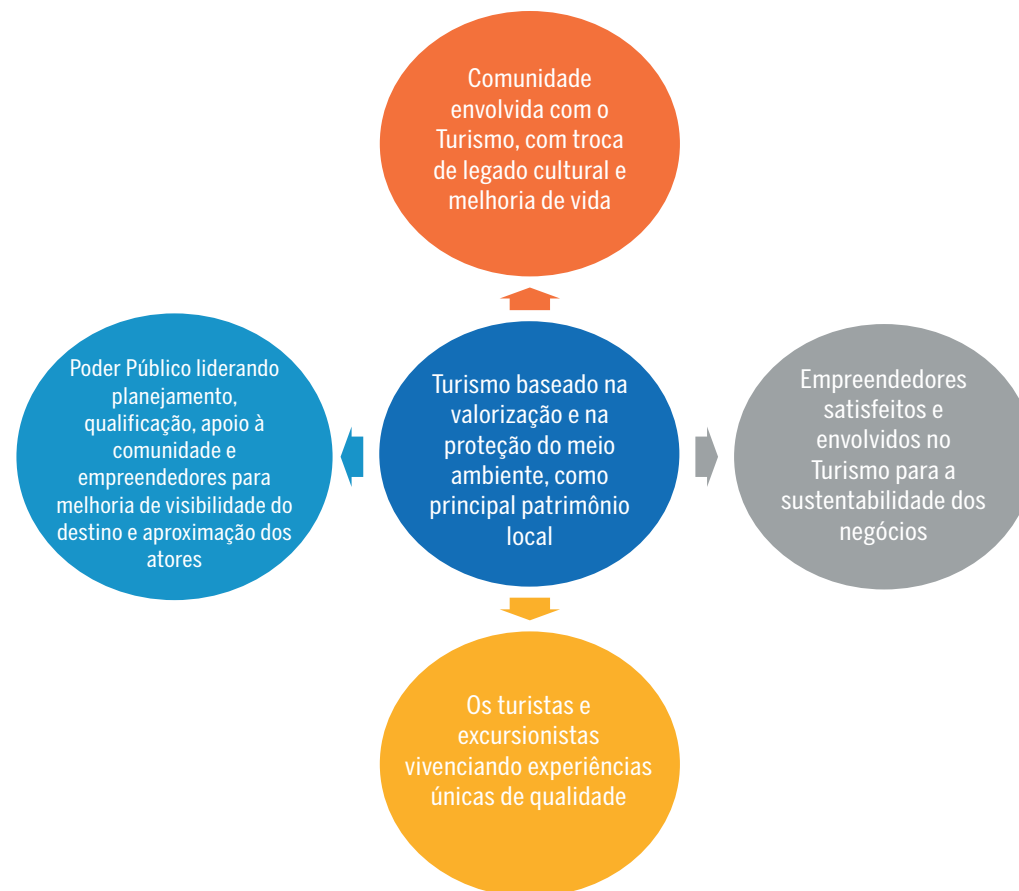 Comunidade
envolvida com o
Turismo, com troca
de legado cultural e
melhoria de vida
Poder Público liderando
planejamento,
qualificação, apoio à
comunidade e
empreendedores para
melhoria de visibilidade do
destino e aproximação dos
atores
Turismo baseado na
valorização e na
proteção do meio
ambiente, como
principal patrimônio
local
Empreendedores
satisfeitos e
envolvidos no
Turismo para a
sustentabilidade dos
negócios
Os turistas e
excursionistas
vivenciando experiências
únicas de qualidade